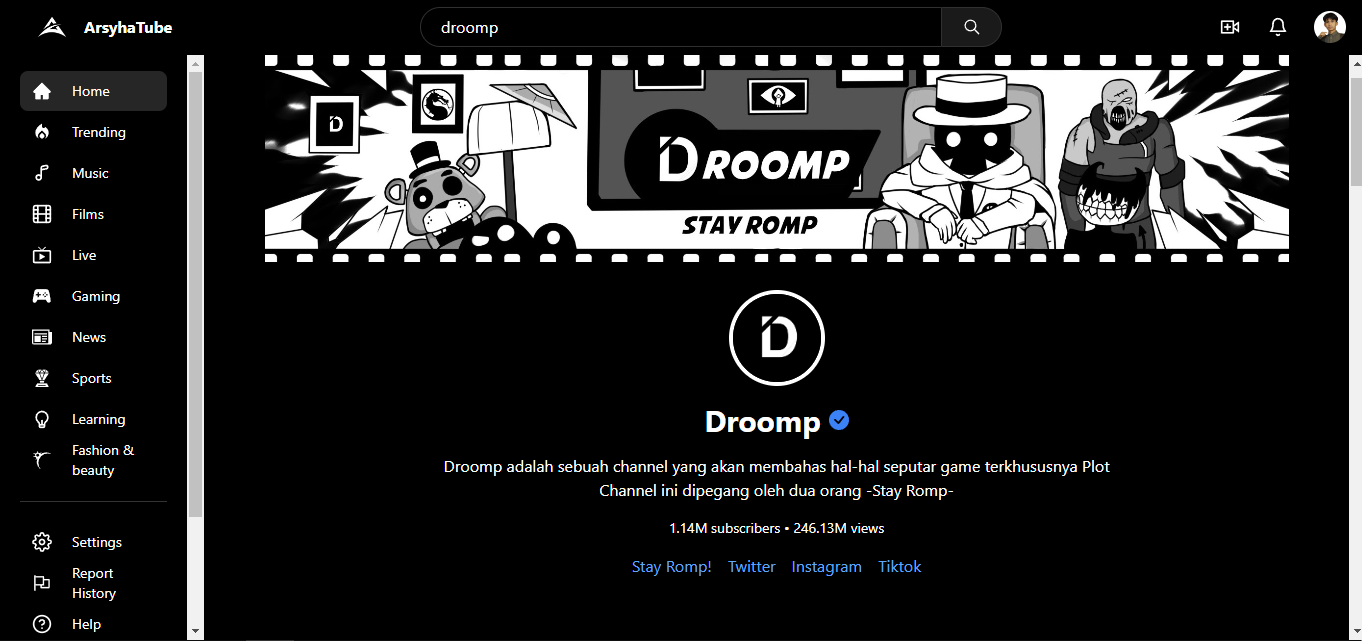 ArsyhaTube
droomp
Home
Trending
Music
Films
Live
Gaming
News
Sports
Learning
Fashion &
beauty
Settings
Report
History
Help
D
DROOMP
STAY ROMP
D
Droomp
Droomp adalah sebuah channel yang akan membahas hal-hal seputar game terkhususnya Plot
Channel ini dipegang oleh dua orang -Stay Romp-
1.14M subscribers • 246.13M views
Stay Romp! Twitter Instagram Tiktok